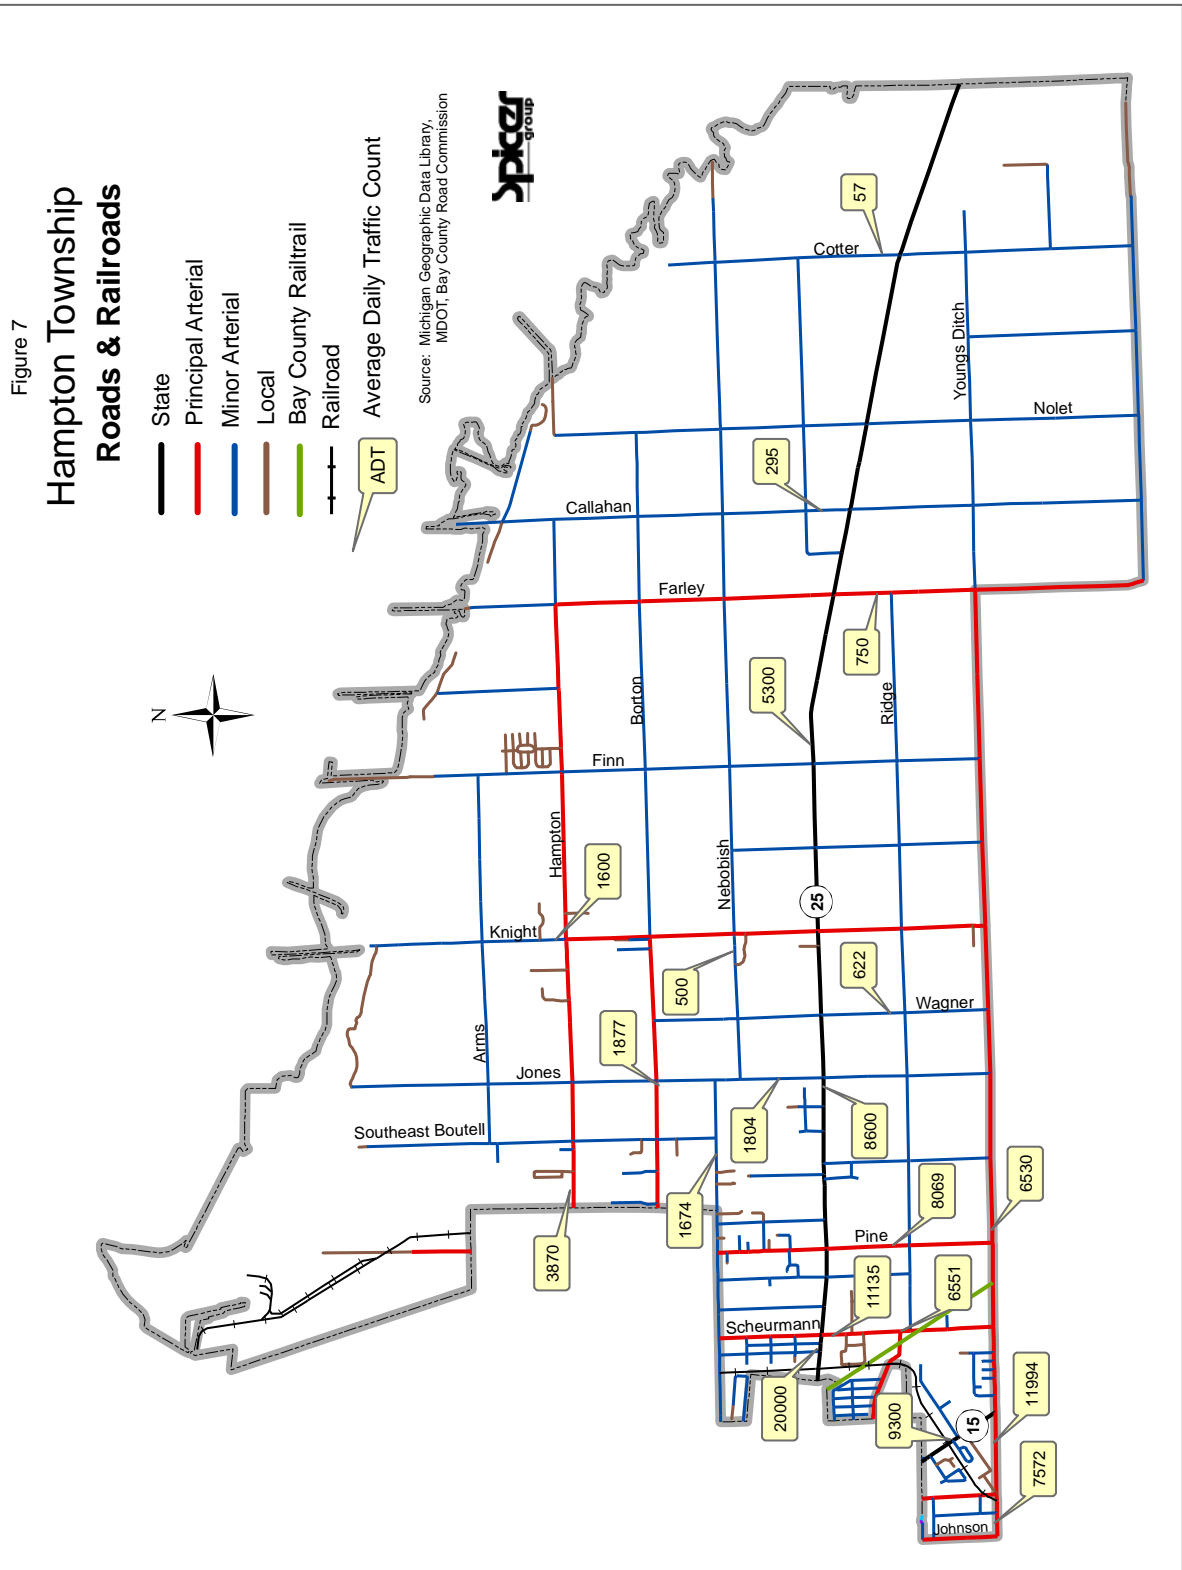 Figure 7
Hampton Township
Roads & Railroads
State
Principal Arterial
Minor Arterial
Local
Bay County Railtrail
Railroad
ADT
Average Daily Traffic Count
Source: Michigan Geographic Data Library,
MDOT, Bay County Road Commission
Spicer
group
N
57
Cotter
Youngs Ditch
Nolet
295
Callahan
Farley
750
5300
Borton
Ridge
Finn
Hampton
1600
Nebobish
25
Knight
500
622
Wagner
1877
Arms
Jones
Southeast Boutell
1804
8600
1674
3870
8069
6530
Pine
11135
6551
Scheurmann
20000
9300
15
11994
7572
Johnson